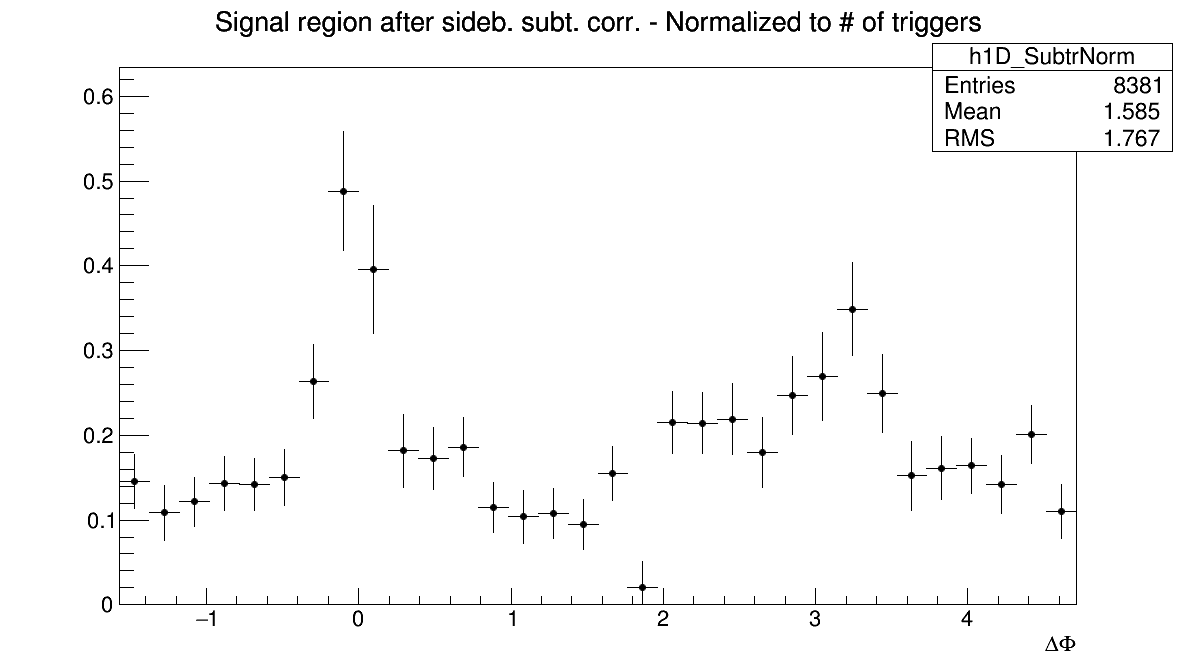 Signal region after sideb. subt. corr. - Normalized to # of triggers
h1D_SubtrNorm
Entries 8381
Mean 1.585
RMS 1.767
0.6
0.5
0.4
0.3
0.2
0.1
0
−1 0 1 2 3 4
ΔΦ